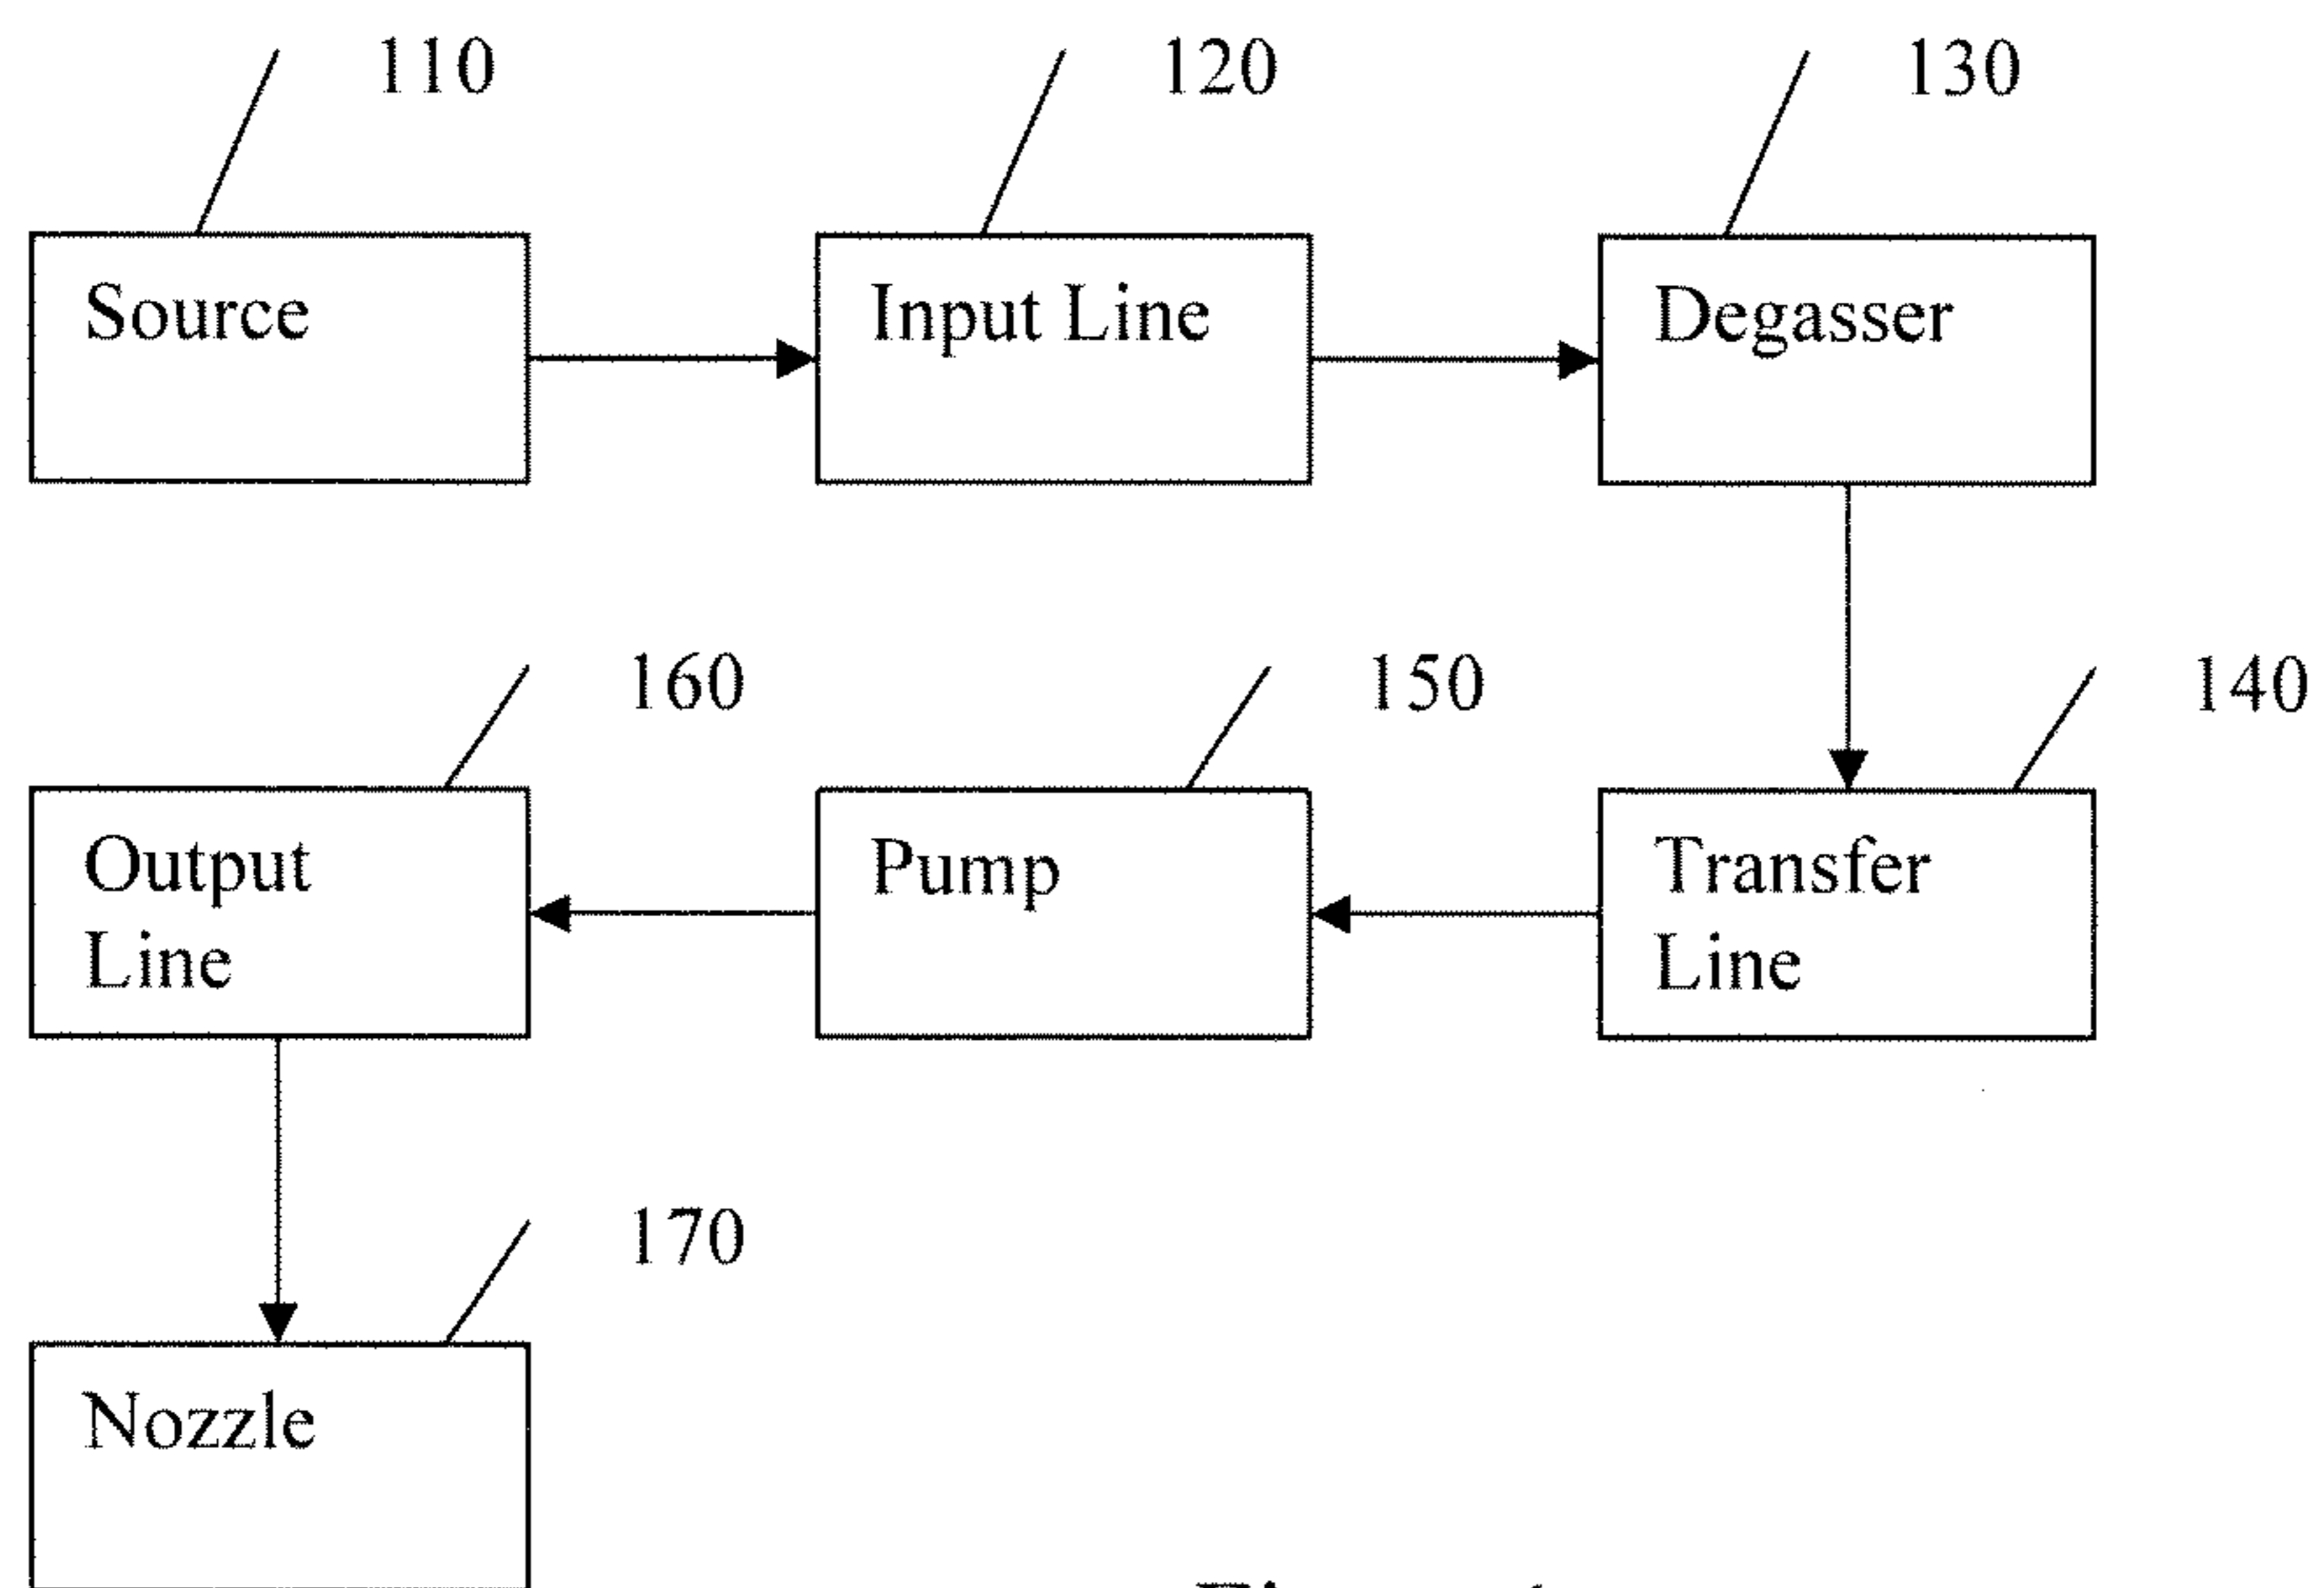 110
120
130
Source
Input Line
Degasser
160
150
140
Output
Line
Pump
Transfer
Line
170
Nozzle